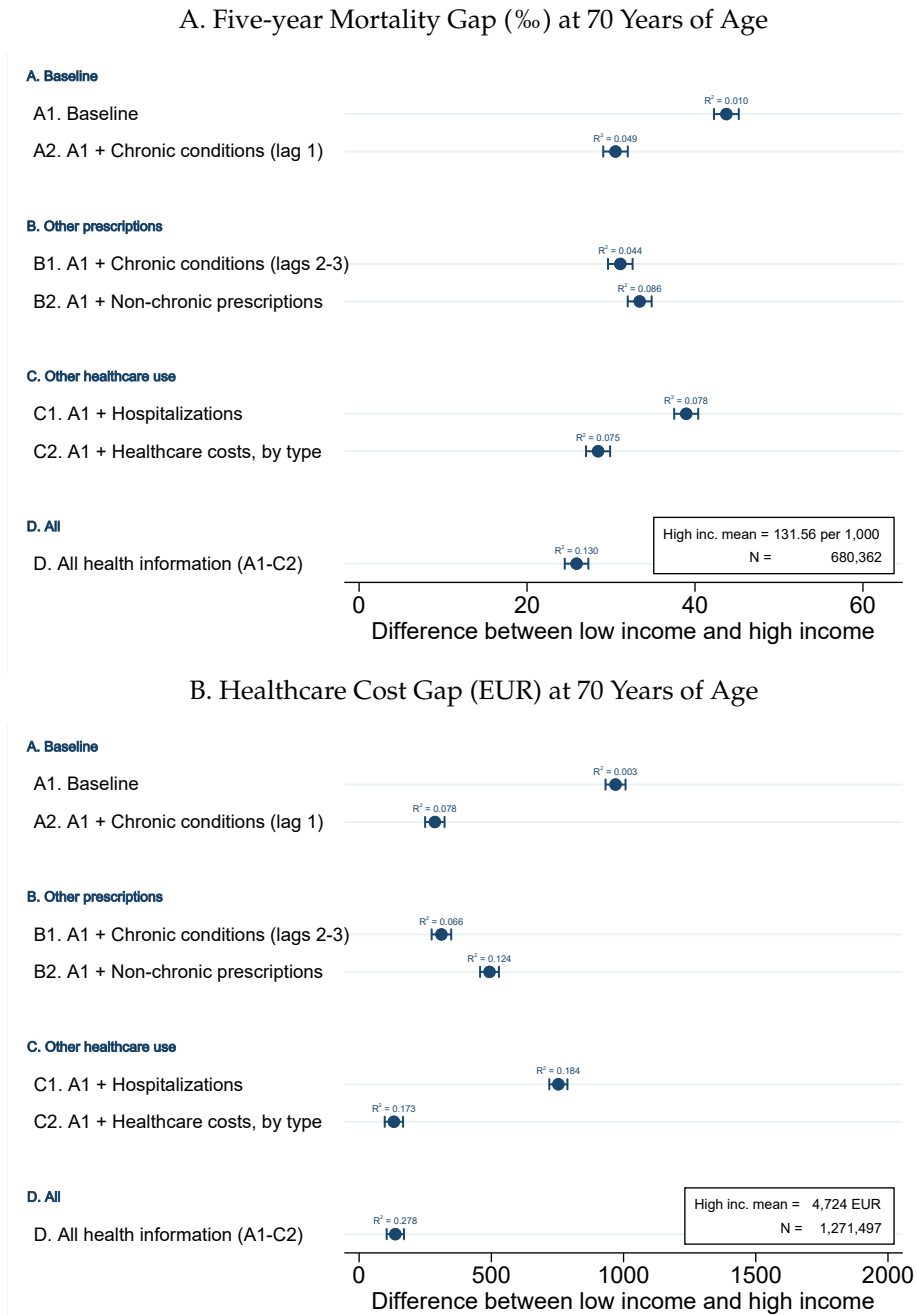 A. Five-year Mortality Gap (‰) at 70 Years of Age
A. Baseline
R² = 0.010
A1. Baseline
R² = 0.049
A2. A1 + Chronic conditions (lag 1)
B. Other prescriptions
R² = 0.044
B1. A1 + Chronic conditions (lags 2-3)
R² = 0.086
B2. A1 + Non-chronic prescriptions
C. Other healthcare use
R² = 0.078
C1. A1 + Hospitalizations
R² = 0.075
C2. A1 + Healthcare costs, by type
D. All
High inc. mean = 131.56 per 1,000
R² = 0.130
N = 680,362
D. All health information (A1-C2)
0 20 40 60
Difference between low income and high income
B. Healthcare Cost Gap (EUR) at 70 Years of Age
A. Baseline
R² = 0.003
A1. Baseline
R² = 0.078
A2. A1 + Chronic conditions (lag 1)
B. Other prescriptions
R² = 0.066
B1. A1 + Chronic conditions (lags 2-3)
R² = 0.124
B2. A1 + Non-chronic prescriptions
C. Other healthcare use
R² = 0.184
C1. A1 + Hospitalizations
R² = 0.173
C2. A1 + Healthcare costs, by type
D. All
High inc. mean = 4,724 EUR
R² = 0.278
N = 1,271,497
D. All health information (A1-C2)
0 500 1000 1500 2000
Difference between low income and high income